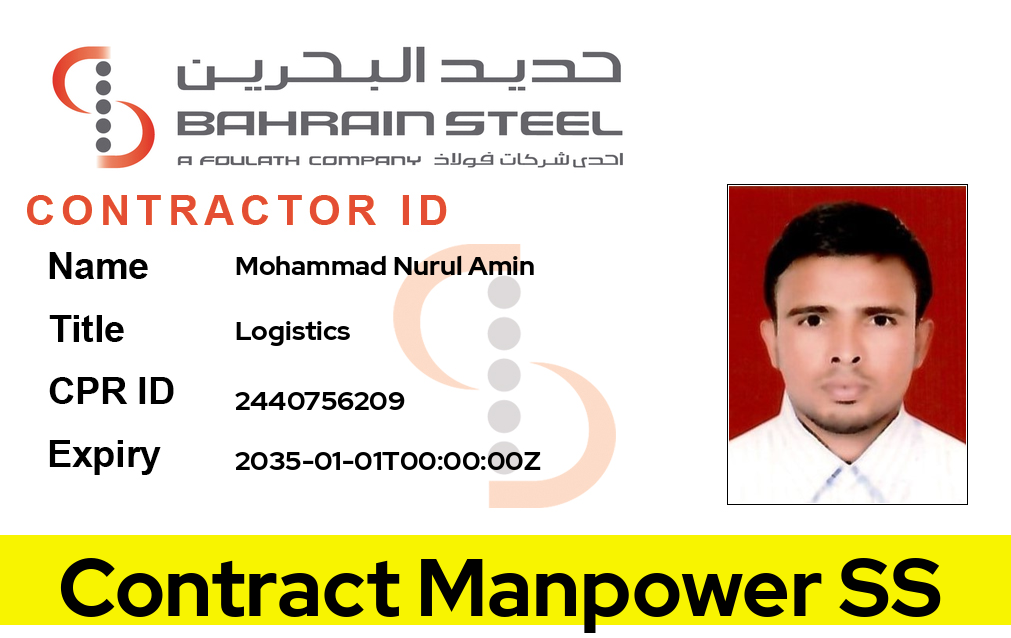 حديد البحرين
BAHRAIN STEEL
A FOULATH COMPANY احدى شركات فولاذ
CONTRACTOR ID
Name Mohammad Nurul Amin
Title Logistics
CPR ID 2440756209
Expiry 2035-01-01T00:00:00Z
Contract Manpower SS